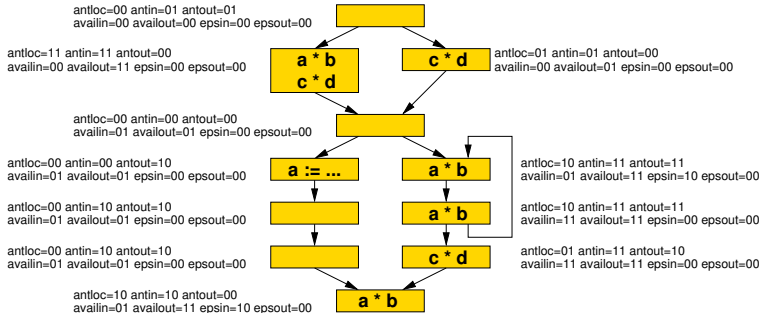 antloc=00 antin=01 antout=01
availin=00 availout=00 epsin=00 epsout=00
antloc=11 antin=11 antout=00
availin=00 availout=11 epsin=00 epsout=00
a * b
c * d
c * d
antloc=01 antin=01 antout=00
availin=00 availout=01 epsin=00 epsout=00
antloc=00 antin=00 antout=00
availin=01 availout=01 epsin=00 epsout=00
antloc=00 antin=00 antout=10
availin=01 availout=01 epsin=00 epsout=00
a := ...
a * b
antloc=10 antin=11 antout=11
availin=01 availout=11 epsin=10 epsout=00
antloc=00 antin=10 antout=10
availin=01 availout=01 epsin=00 epsout=00
a * b
antloc=10 antin=11 antout=11
availin=11 availout=11 epsin=00 epsout=00
antloc=00 antin=10 antout=10
availin=01 availout=01 epsin=00 epsout=00
c * d
antloc=01 antin=11 antout=10
availin=11 availout=11 epsin=00 epsout=00
antloc=10 antin=10 antout=00
availin=01 availout=11 epsin=10 epsout=00
a * b